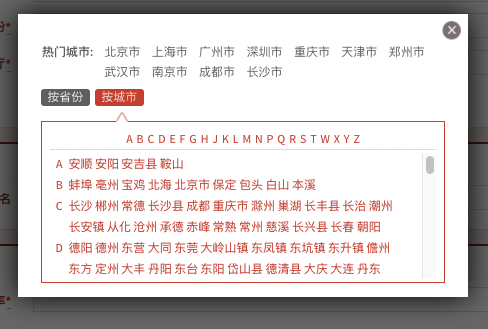 热门城市: 北京市 上海市 广州市 深圳市 重庆市 天津市 郑州市
武汉市 南京市 成都市 长沙市
按省份 按城市
A B C D E F G H J K L M N P Q R S T W X Y Z
A 安顺 安阳 安吉县 鞍山
B 蚌埠 亳州 宝鸡 北海 北京市 保定 包头 白山 本溪
C 长沙 郴州 常德 长沙县 成都 重庆市 滁州 巢湖 长丰县 长治 潮州
长安镇 从化 沧州 承德 赤峰 常熟 常州 慈溪 长兴县 长春 朝阳
D 德阳 德州 东营 大同 东莞 大岭山镇 东凤镇 东坑镇 东升镇 儋州
东方 定州 大丰 丹阳 东台 东阳 岱山县 德清县 大庆 大连 丹东
名